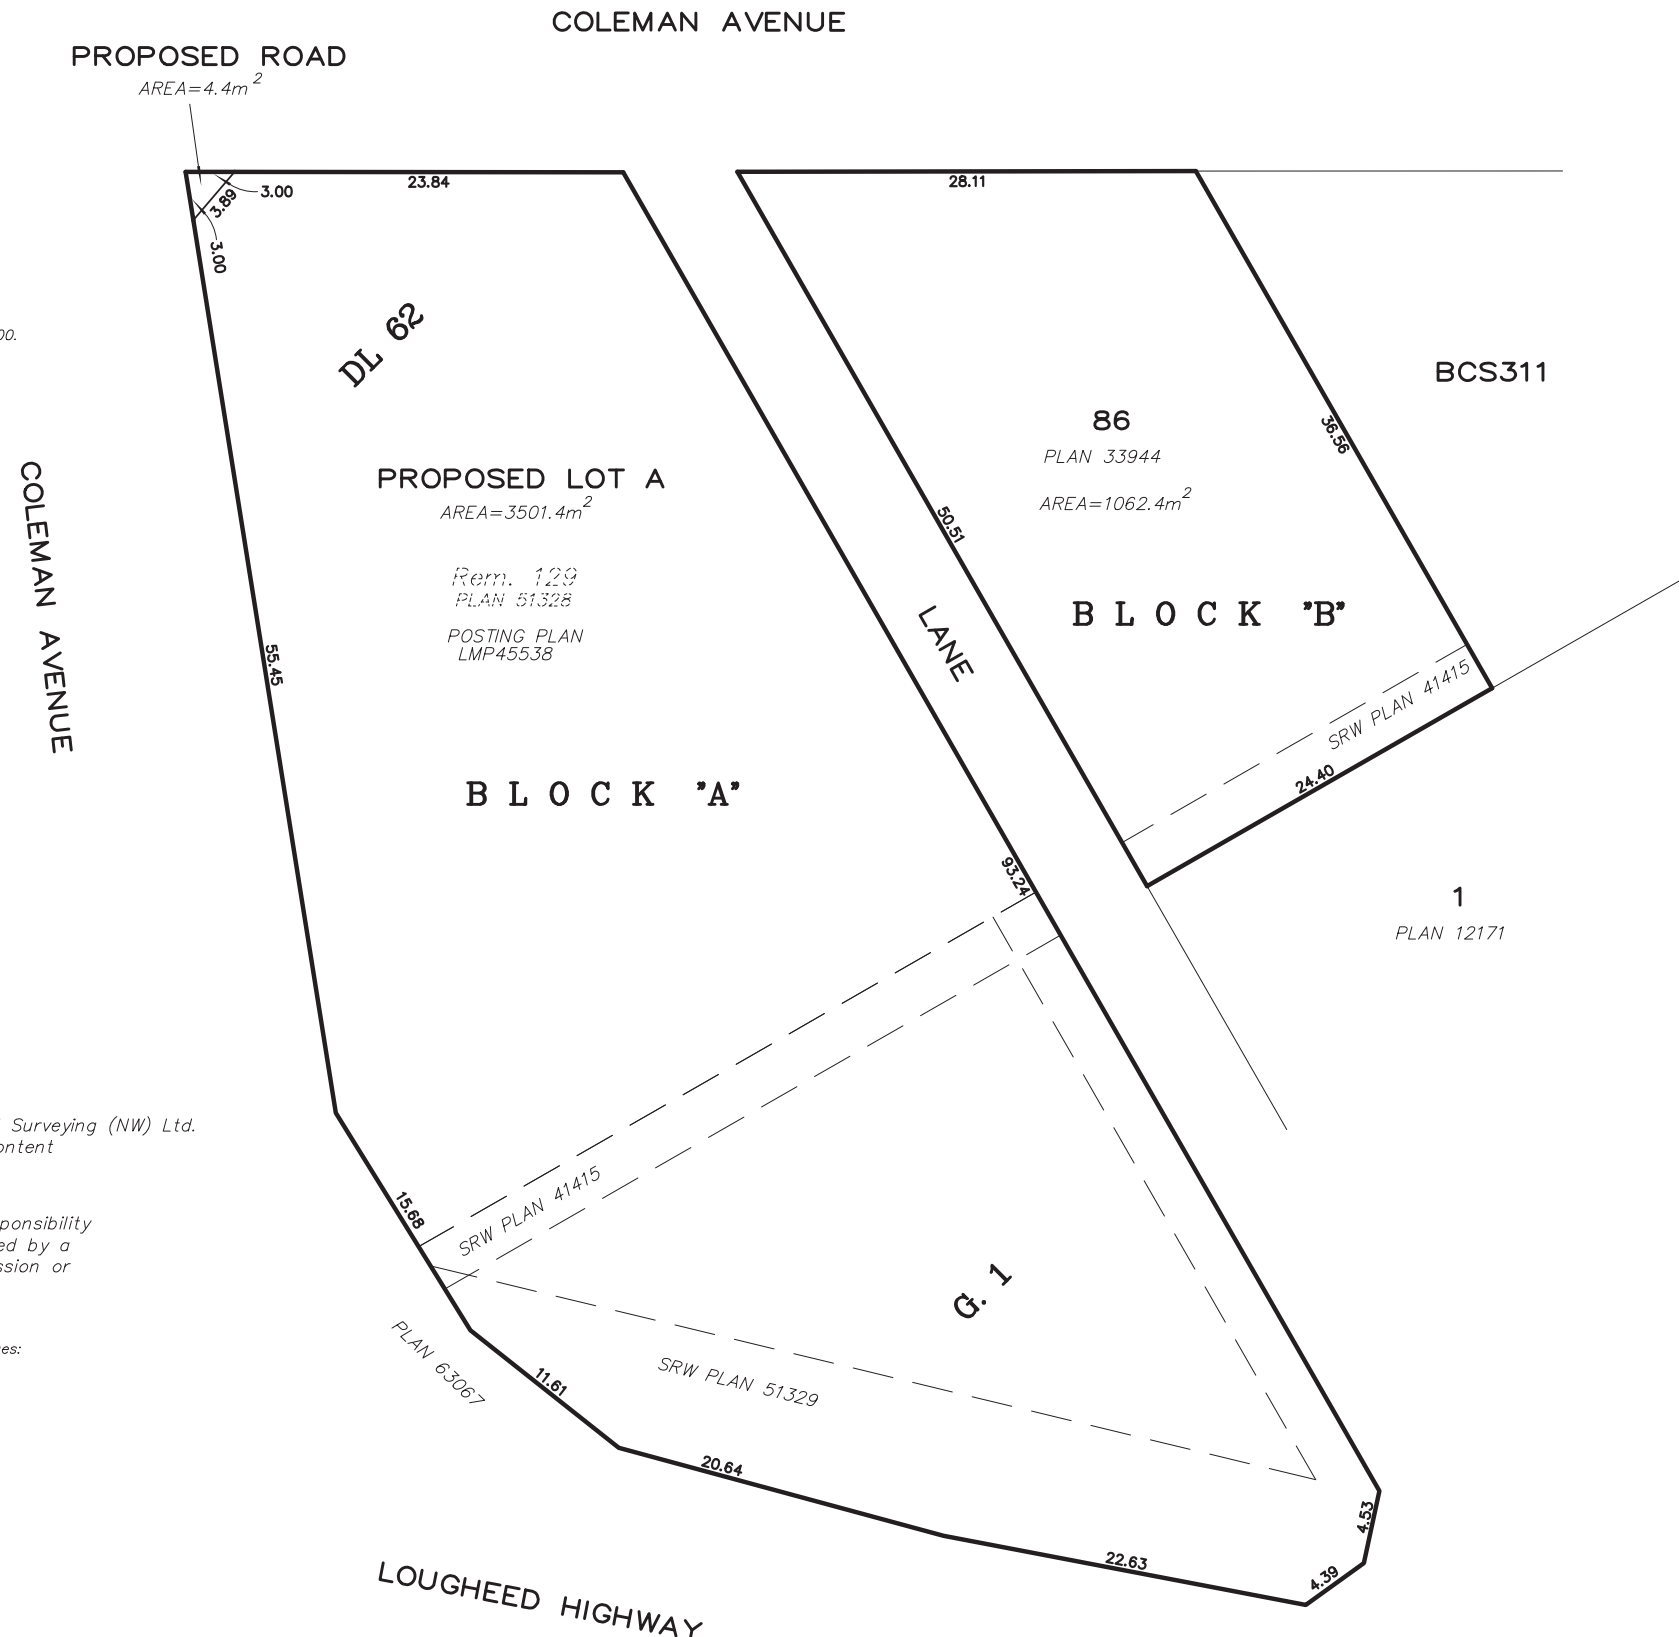 COLEMAN AVENUE
PROPOSED ROAD
AREA=4.4m²
23.84
3.00
3.89
3.00
28.11
DL 62
00.
BCS311
86
PLAN 33944
AREA=1062.4m²
36.56
COLEMAN AVENUE
PROPOSED LOT A
AREA=3501.4m²
50.51
Rem. 129
PLAN 51328
POSTING PLAN
LMP45538
BLOCK "B"
LANE
55.45
SRW PLAN 41415
24.40
BLOCK "A"
93.24
1
PLAN 12171
Surveying (NW) Ltd.
ontent
15.68
SRW PLAN 41415
ponsibility
ed by a
ssion or
G. 1
es:
PLAN 63067
11.61
SRW PLAN 51329
20.64
4.53
22.63
4.39
LOUGHEED HIGHWAY